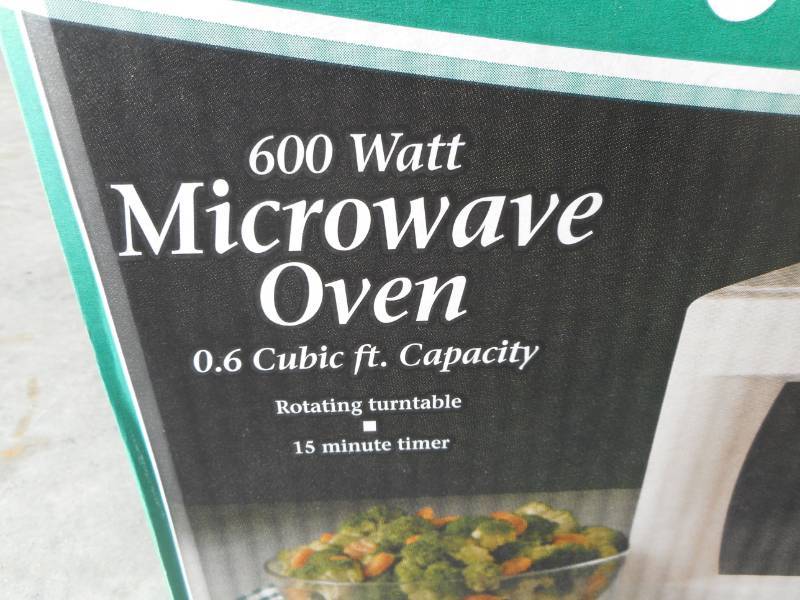 600 Watt
Microwave
Oven
0.6 Cubic ft. Capacity
Rotating turntable
15 minute timer